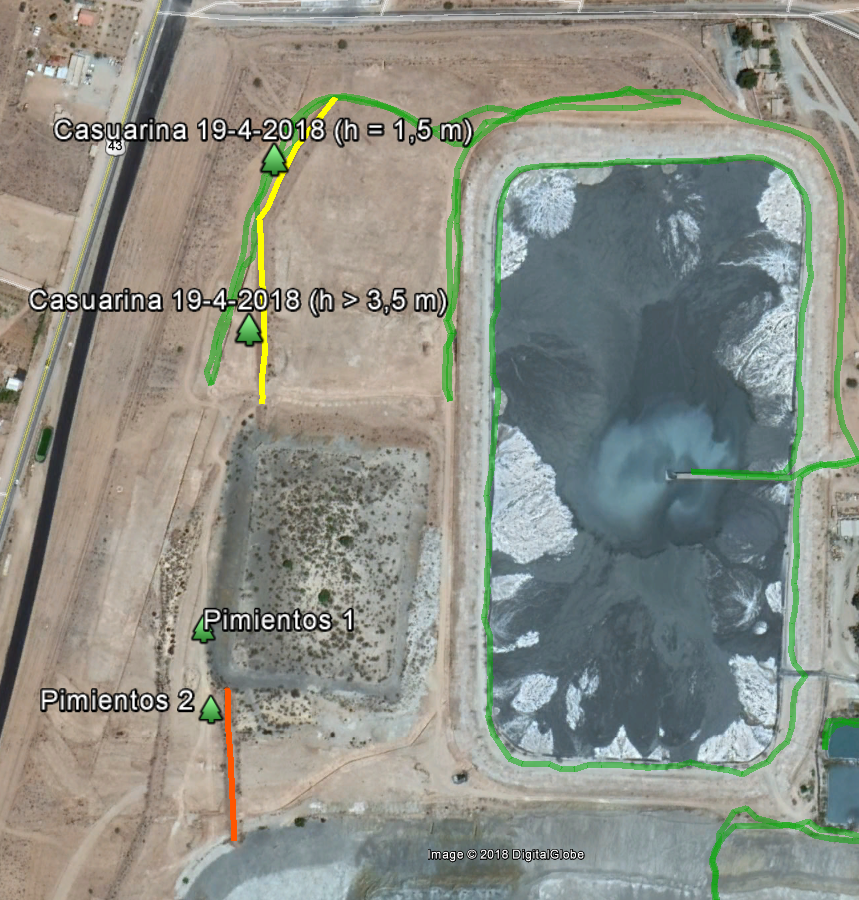 Casuarina 19-4-2018 (h = 1,5 m)
43
Casuarina 19-4-2018 (h > 3,5 m)
Pimientos 1
Pimientos 2
Image © 2018 DigitalGlobe